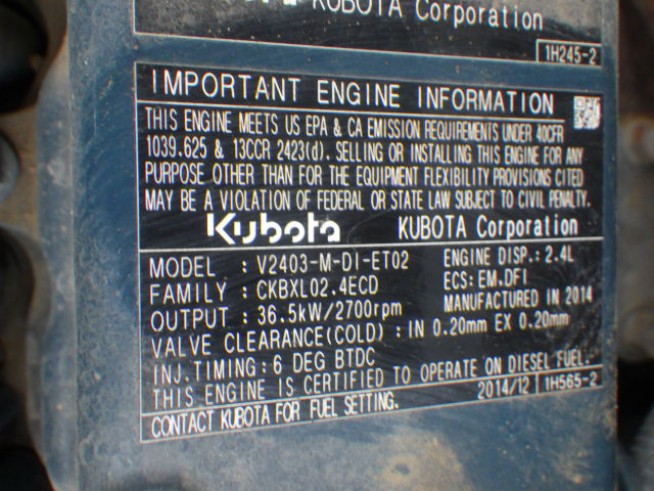 KUBOTA Corporation
1H245-2
IMPORTANT ENGINE INFORMATION
THIS ENGINE MEETS US EPA & CA EMISSION REQUIREMENTS UNDER 40CFR
1039.625 & 13CCR 2423(d). SELLING OR INSTALLING THIS ENGINE FOR ANY
PURPOSE OTHER THAN FOR THE EQUIPMENT FLEXIBILITY PROVISIONS CITED
MAY BE A VIOLATION OF FEDERAL OR STATE LAW SUBJECT TO CIVIL PENALTY.
Kubota KUBOTA Corporation
MODEL : V2403-M-DI-ET02 ENGINE DISP.: 2.4L
FAMILY : CKBXL02.4ECD ECS: EM,DFI
OUTPUT : 36.5kW/2700rpm MANUFACTURED IN 2014
VALVE CLEARANCE(COLD) : IN 0.20mm EX 0.20mm
INJ.TIMING: 6 DEG BTDC
THIS ENGINE IS CERTIFIED TO OPERATE ON DIESEL FUEL.
CONTACT KUBOTA FOR FUEL SETTING. 2014/12 1H565-2